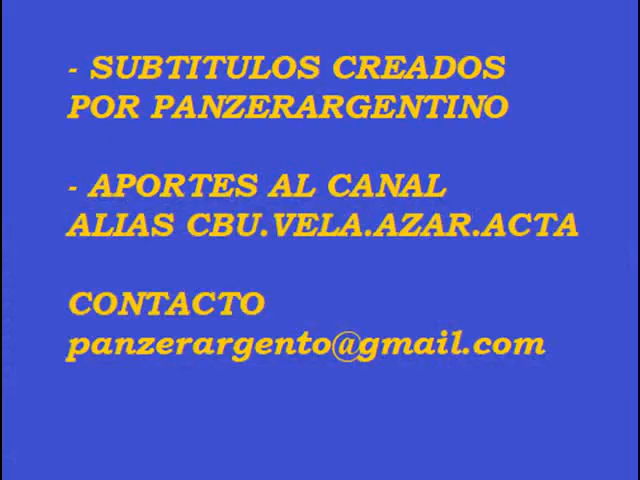 - SUBTITULOS CREADOS
POR PANZERARGENTINO
- APORTES AL CANAL
ALIAS CBU.VELA.AZAR.ACTA
CONTACTO
panzerargento@gmail.com